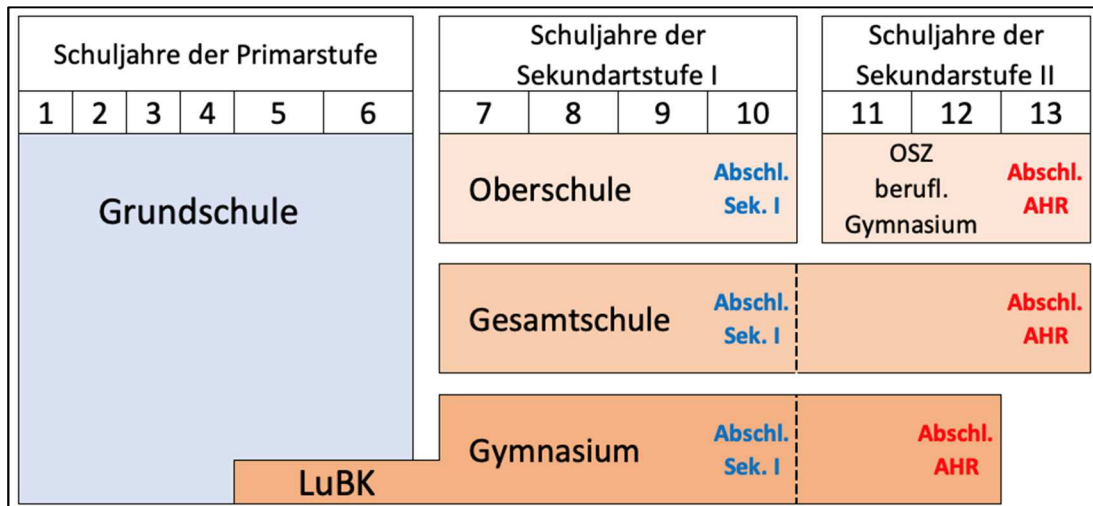 Schuljahre der Primarstufe
Schuljahre der
Sekundartstufe I
Schuljahre der
Sekundarstufe II
1 2 3 4 5 6 7 8 9 10 11 12 13
Grundschule
Oberschule
Abschl.
Sek. I
OSZ
berufl.
Gymnasium
Abschl.
AHR
Gesamtschule
Abschl.
Sek. I
Abschl.
AHR
Gymnasium
Abschl.
Sek. I
Abschl.
AHR
LuBK